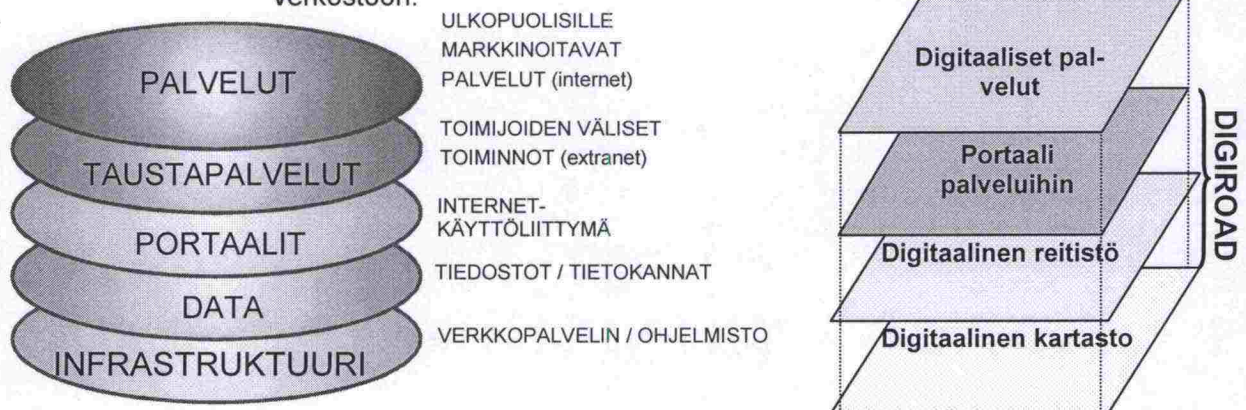 verkostoon.
PALVELUT
TAUSTAPALVELUT
PORTAALIT
DATA
INFRASTRUKTUURI
ULKOPUOLISILLE
MARKKINOITAVAT
PALVELUT (internet)
TOIMIJOIDEN VÄLISET
TOIMINNOT (extranet)
INTERNET-
KÄYTTÖLIITTYMÄ
TIEDOSTOT / TIETOKANNAT
VERKKOPALVELIN / OHJELMISTO
Digitaaliset pal-
velut
Portaali
palveluihin
Digitaalinen reitistö
Digitaalinen kartasto
DIGIROAD